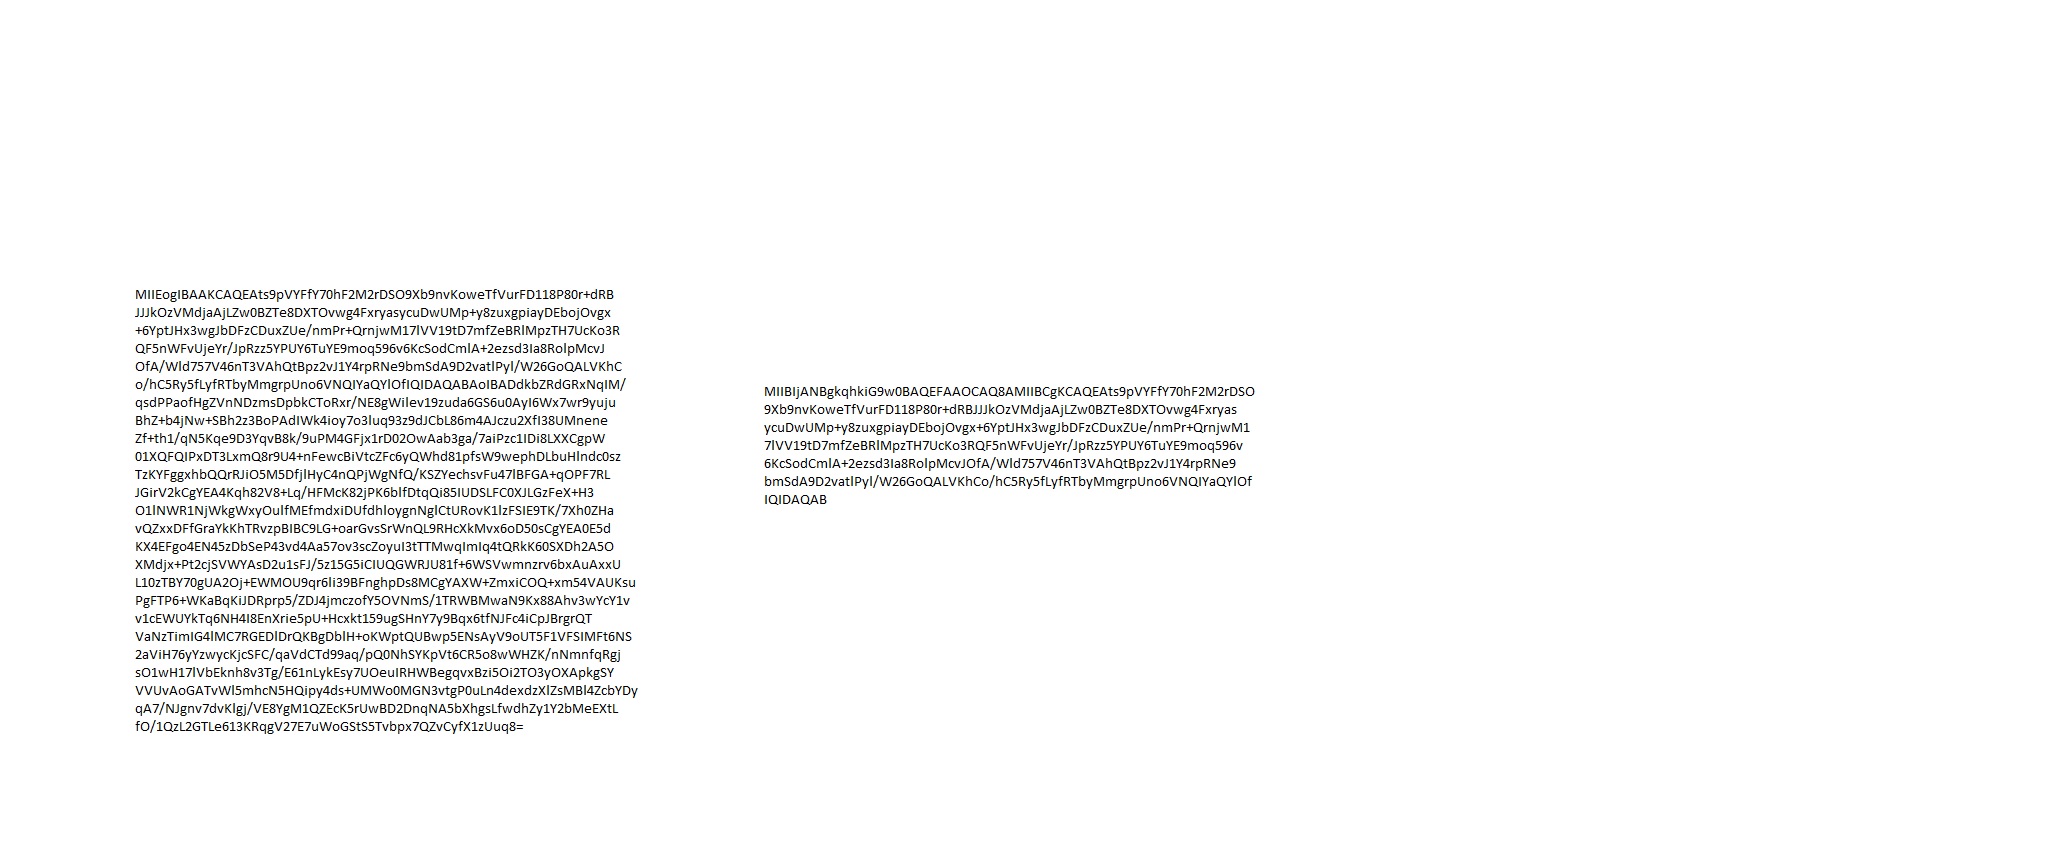 MIIEogIBAAKCAQEAts9pVYFfY70hF2M2rDSO9Xb9nvKoweTfVurFD118P80r+dRB
JJJkOzVMdjaAjLZw0BZTe8DXTOvwg4FxryasycuDwUMp+y8zuxgpiayDEbojOvgx
+6YptJHx3wgJbDFzCDuxZUe/nmPr+QrnjwM17lVV19tD7mfZeBRlMpzTH7UcKo3R
QF5nWFvUjeYr/JpRzz5YPUY6TuYE9moq596v6KcSodCmlA+2ezsd3Ia8RolpMcvJ
OfA/Wld757V46nT3VAhQtBpz2vJ1Y4rpRNe9bmSdA9D2vatlPyl/W26GoQALVKhC
o/hC5Ry5fLyfRTbyMmgrpUno6VNQIYaQYlOfIQIDAQABAoIBADdkbZRdGRxNqIM/
qsdPPaofHgZVnNDzmsDpbkCToRxr/NE8gWiIev19zuda6GS6u0AyI6Wx7wr9yuju
BhZ+b4jNw+SBh2z3BoPAdIWk4ioy7o3luq93z9dJCbL86m4AJczu2XfI38UMnene
Zf+th1/qN5Kqe9D3YqvB8k/9uPM4GFjx1rD02OwAab3ga/7aiPzc1IDi8LXXCgpW
01XQFQIPxDT3LxmQ8r9U4+nFewcBiVtcZFc6yQWhd81pfsW9wephDLbuHlndc0sz
TzKYFggxhbQQrRJiO5M5DfjlHyC4nQPjWgNfQ/KSZYechsvFu47lBFGA+qOPF7RL
JGirV2kCgYEA4Kqh82V8+Lq/HFMcK82jPK6blfDtqQi85IUDSLFC0XJLGzFeX+H3
O1lNWR1NjWkgWxyOulfMEfmdxiDUfdhloygnNglCtURovK1lzFSIE9TK/7Xh0ZHa
vQZxxDFfGraYkKhTRvzpBIBC9LG+oarGvsSrWnQL9RHcXkMvx6oD50sCgYEA0E5d
KX4EFgo4EN45zDbSeP43vd4Aa57ov3scZoyuI3tTTMwqImIq4tQRkK60SXDh2A5O
XMdjx+Pt2cjSVWYAsD2u1sFJ/5z15G5iCIUQGWRJU81f+6WSVwmnzrv6bxAuAxxU
L10zTBY70gUA2Oj+EWMOU9qr6li39BFnghpDs8MCgYAXW+ZmxiCOQ+xm54VAUKsu
PgFTP6+WKaBqKiJDRprp5/ZDJ4jmczofY5OVNmS/1TRWBMwaN9Kx88Ahv3wYcY1v
v1cEWUYkTq6NH4I8EnXrie5pU+Hcxkt159ugSHnY7y9Bqx6tfNJFc4iCpJBrgrQT
VaNzTimIG4lMC7RGEDlDrQKBgDblH+oKWptQUBwp5ENsAyV9oUT5F1VFSIMFt6NS
2aViH76yYzwycKjcSFC/qaVdCTd99aq/pQ0NhSYKpVt6CR5o8wWHZK/nNmnfqRgj
sO1wH17lVbEknh8v3Tg/E61nLykEsy7UOeuIRHWBegqvxBzi5Oi2TO3yOXApkgSY
VVUvAoGATvWl5mhcN5HQipy4ds+UMWo0MGN3vtgP0uLn4dexdzXlZsMBl4ZcbYDy
qA7/NJgnv7dvKlgj/VE8YgM1QZEcK5rUwBD2DnqNA5bXhgsLfwdhZy1Y2bMeEXtL
fO/1QzL2GTLe613KRqgV27E7uWoGStS5Tvbpx7QZvCyfX1zUuq8=
MIIBIjANBgkqhkiG9w0BAQEFAAOCAQ8AMIIBCgKCAQEAts9pVYFfY70hF2M2rDSO
9Xb9nvKoweTfVurFD118P80r+dRBJJJkOzVMdjaAjLZw0BZTe8DXTOvwg4Fxryas
ycuDwUMp+y8zuxgpiayDEbojOvgx+6YptJHx3wgJbDFzCDuxZUe/nmPr+QrnjwM1
7lVV19tD7mfZeBRlMpzTH7UcKo3RQF5nWFvUjeYr/JpRzz5YPUY6TuYE9moq596v
6KcSodCmlA+2ezsd3Ia8RolpMcvJOfA/Wld757V46nT3VAhQtBpz2vJ1Y4rpRNe9
bmSdA9D2vatlPyl/W26GoQALVKhCo/hC5Ry5fLyfRTbyMmgrpUno6VNQIYaQYlOf
IQIDAQAB